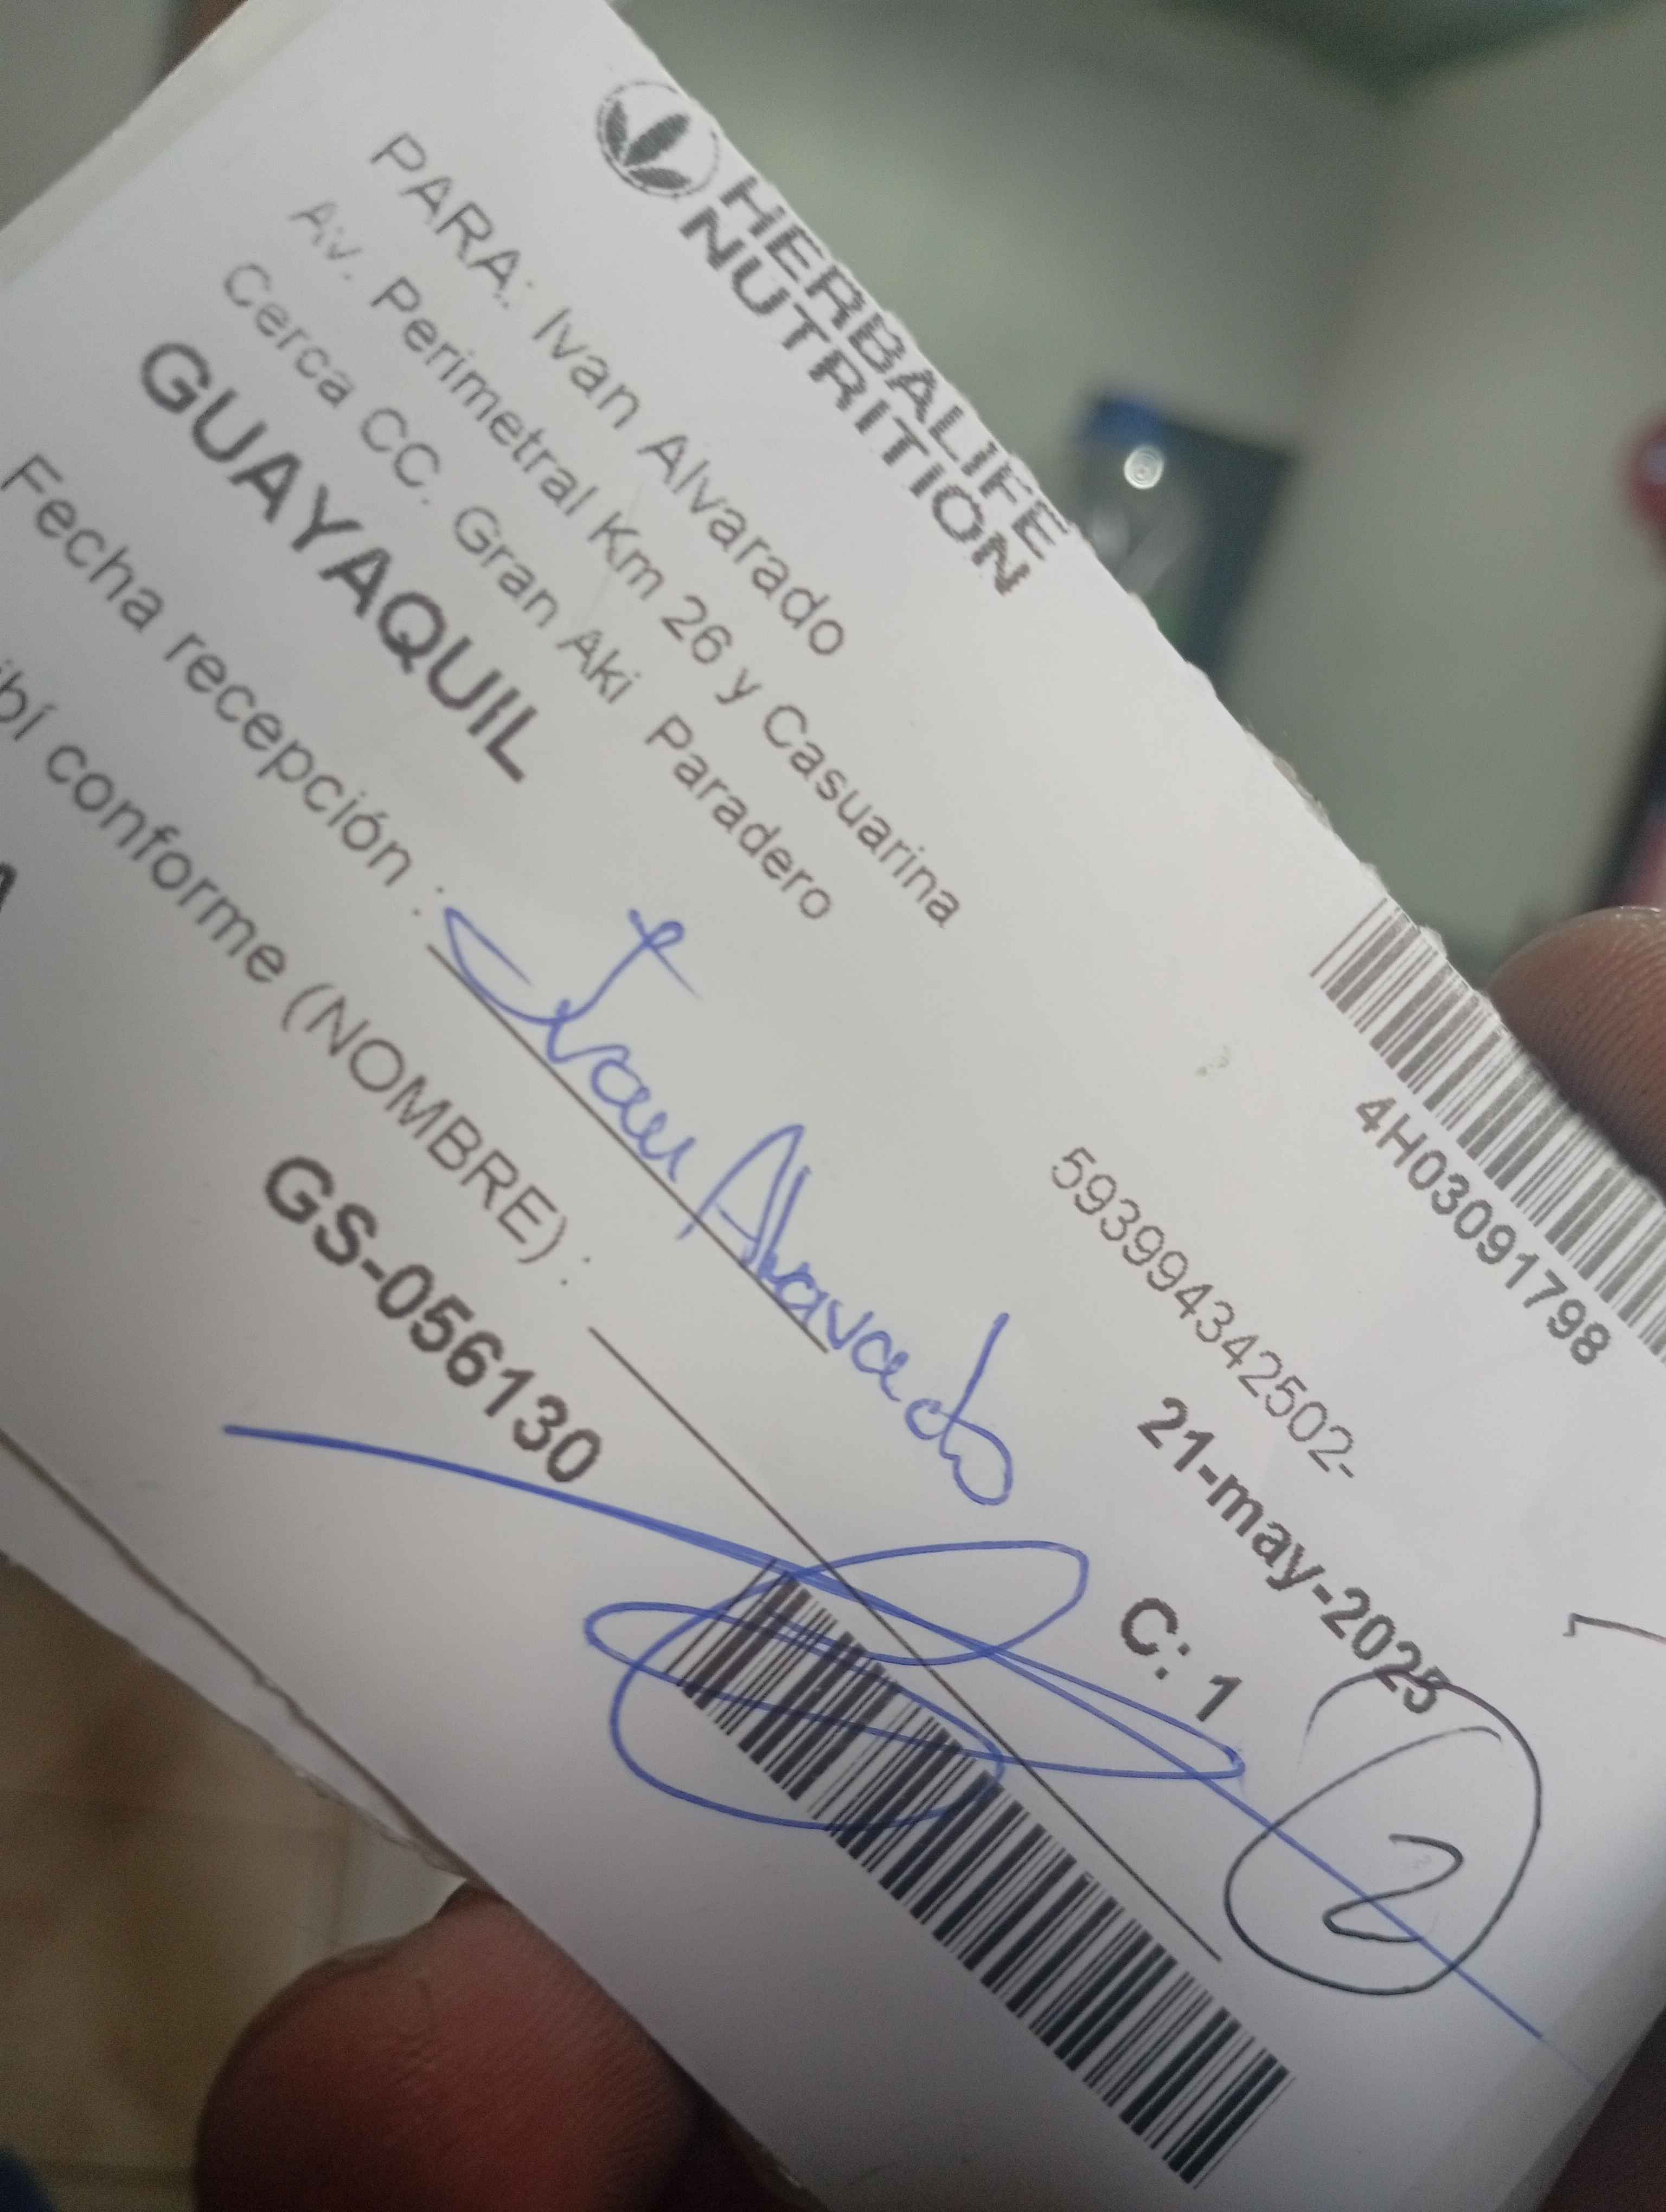 HERBALIFE
NUTRITION
4H03091798
PARA: Ivan Alvarado
593994342502-
Av. Perimetral Km 26 y Casuarina
Cerca CC. Gran Aki Paradero
21-may-2025
GUAYAQUIL
C: 1
2
Fecha recepción : Ivan Alvarado
ibí conforme (NOMBRE) :
GS-056130